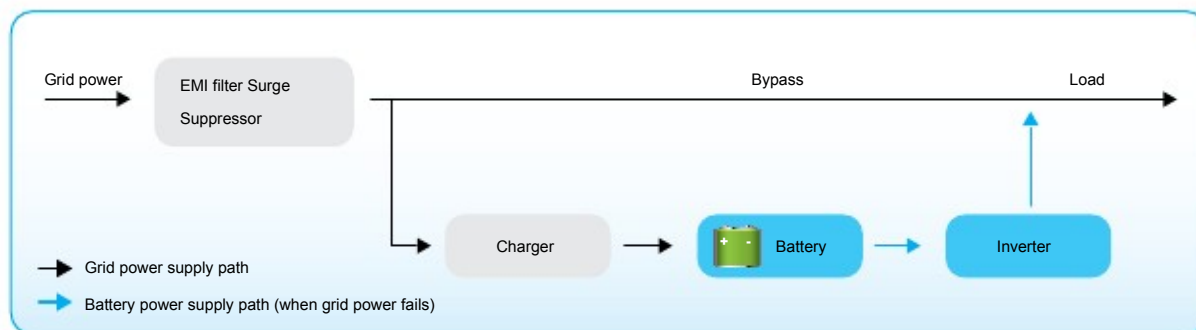 Grid power
EMI filter Surge
Suppressor
Bypass
Load
Charger
+ -
Battery
Inverter
Grid power supply path
Battery power supply path (when grid power fails)